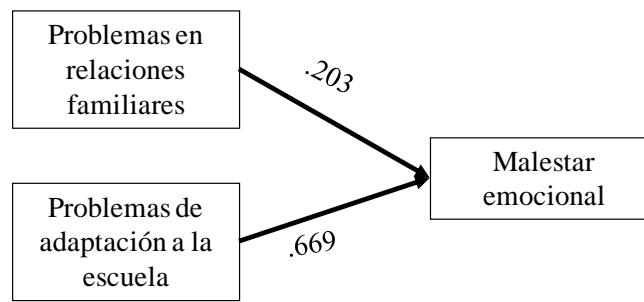 Problemas en
relaciones
familiares
.203
Malestar
emocional
Problemas de
adaptación a la
escuela
.669